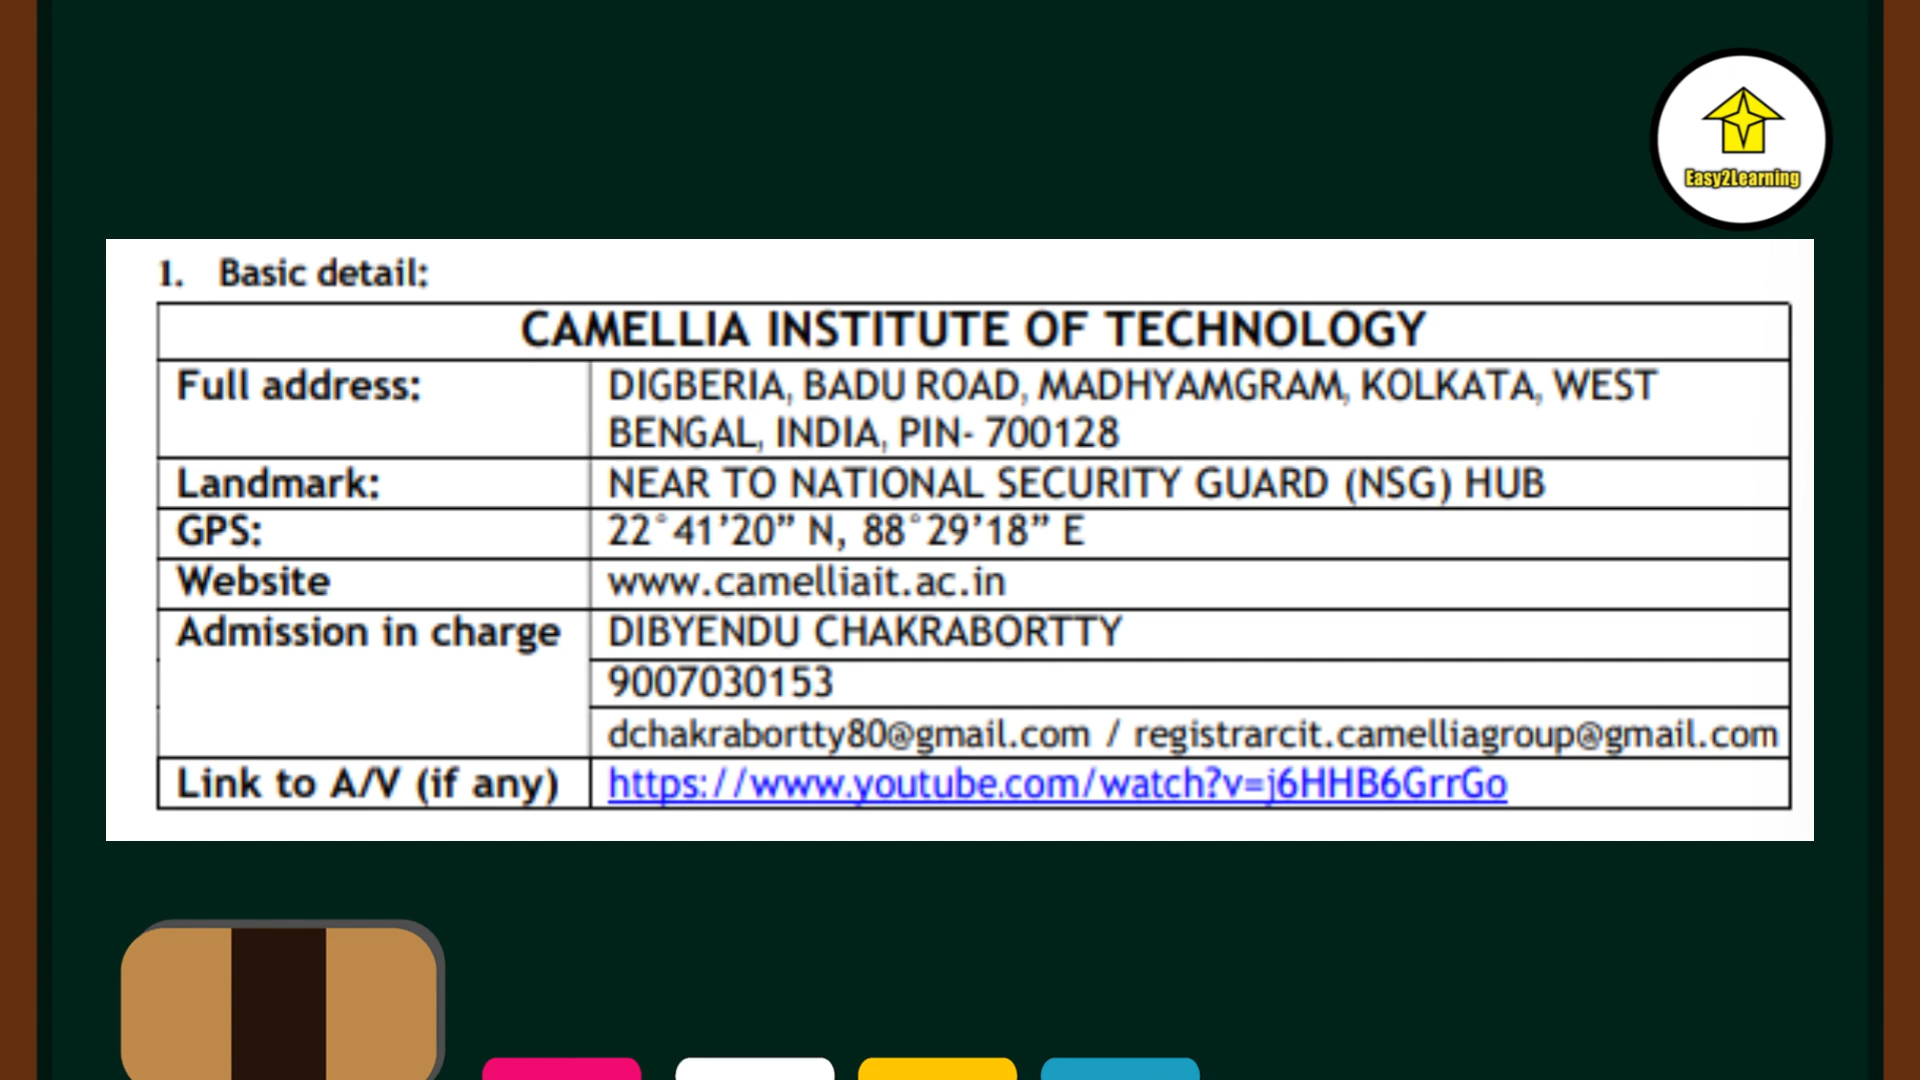 Easy2Learning
1. Basic detail:
CAMELLIA INSTITUTE OF TECHNOLOGY
Full address: DIGBERIA, BADU ROAD, MADHYAMGRAM, KOLKATA, WEST
BENGAL, INDIA, PIN- 700128
Landmark: NEAR TO NATIONAL SECURITY GUARD (NSG) HUB
GPS: 22°41’20” N, 88°29’18” E
Website www.camelliait.ac.in
Admission in charge DIBYENDU CHAKRABORTTY
9007030153
dchakrabortty80@gmail.com / registrarcit.camelliagroup@gmail.com
Link to A/V (if any) https://www.youtube.com/watch?v=j6HHB6GrrGo